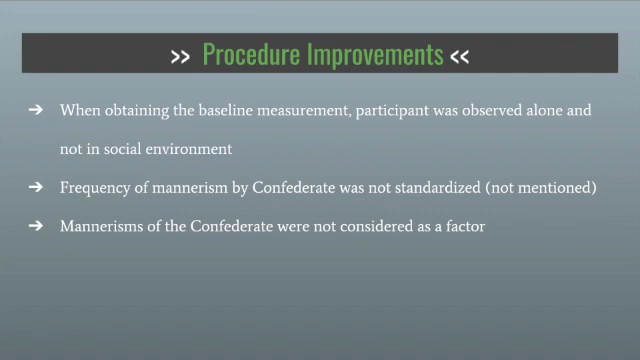 >> Procedure Improvements <<
➔ When obtaining the baseline measurement, participant was observed alone and
not in social environment
➔ Frequency of mannerism by Confederate was not standardized (not mentioned)
➔ Mannerisms of the Confederate were not considered as a factor